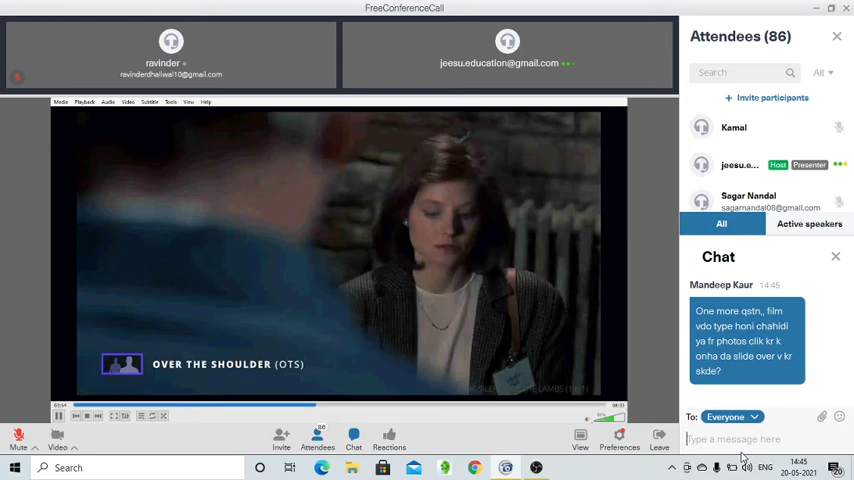 FreeConferenceCall
ravinder
ravinderdhaliwal10@gmail.com
jeesu.education@gmail.com
Media Playback Audio Video Subtitle Tools View Help
OVER THE SHOULDER (OTS)
03:54
08:33
Attendees (86)
Search
All
+ Invite participants
Kamal
jeesu.e... Host Presenter
Sagar Nandal
sagarnandal08@gmail.com
All
Active speakers
Chat
Mandeep Kaur 14:45
One more qstn,, film
vdo type honi chahidi
ya fr photos clik kr k
onha da slide over v kr
skde?
To: Everyone
Type a message here
Mute
Video
Invite
86
Attendees
Chat
Reactions
View
Preferences
Leave
Search
ENG
14:45
20-05-2021
20